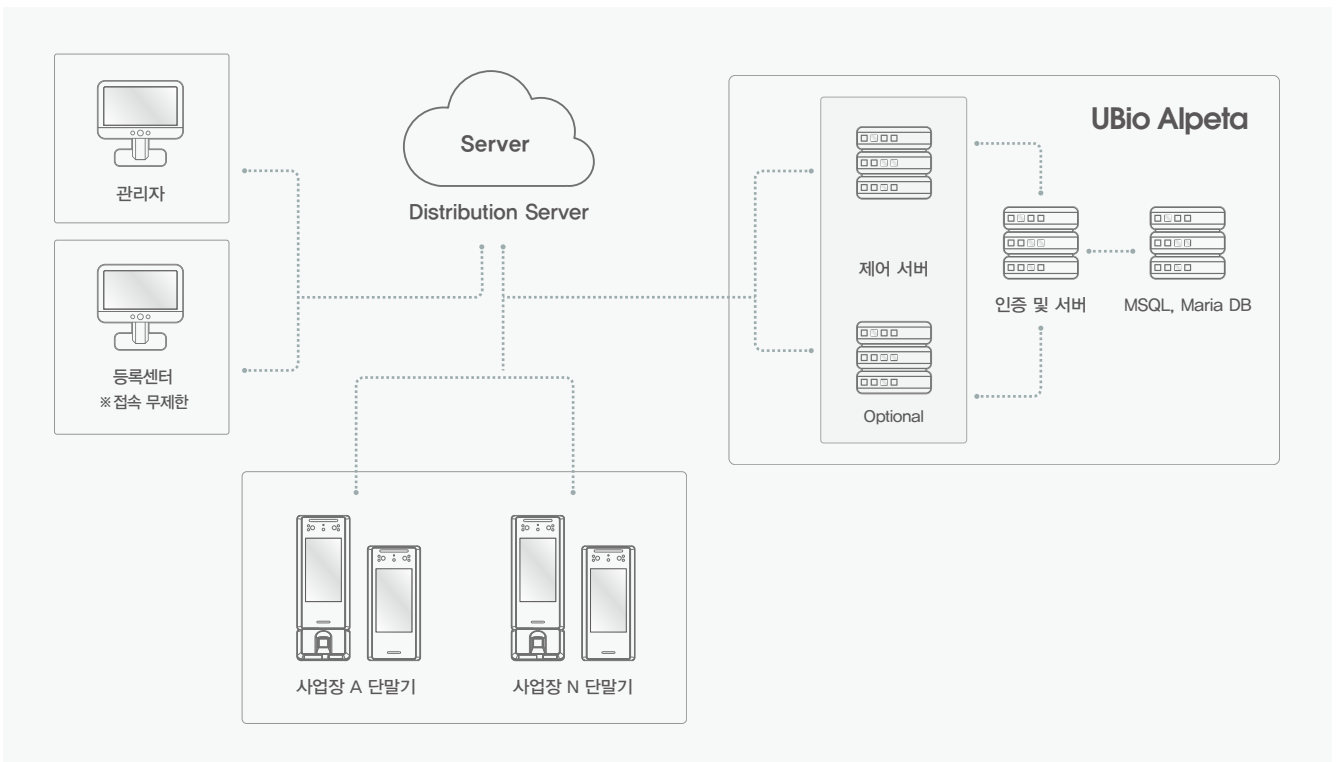 관리자
등록센터
※ 접속 무제한
Server
Distribution Server
UBio Alpeta
제어 서버
Optional
인증 및 서버
MSQL, Maria DB
사업장 A 단말기
사업장 N 단말기